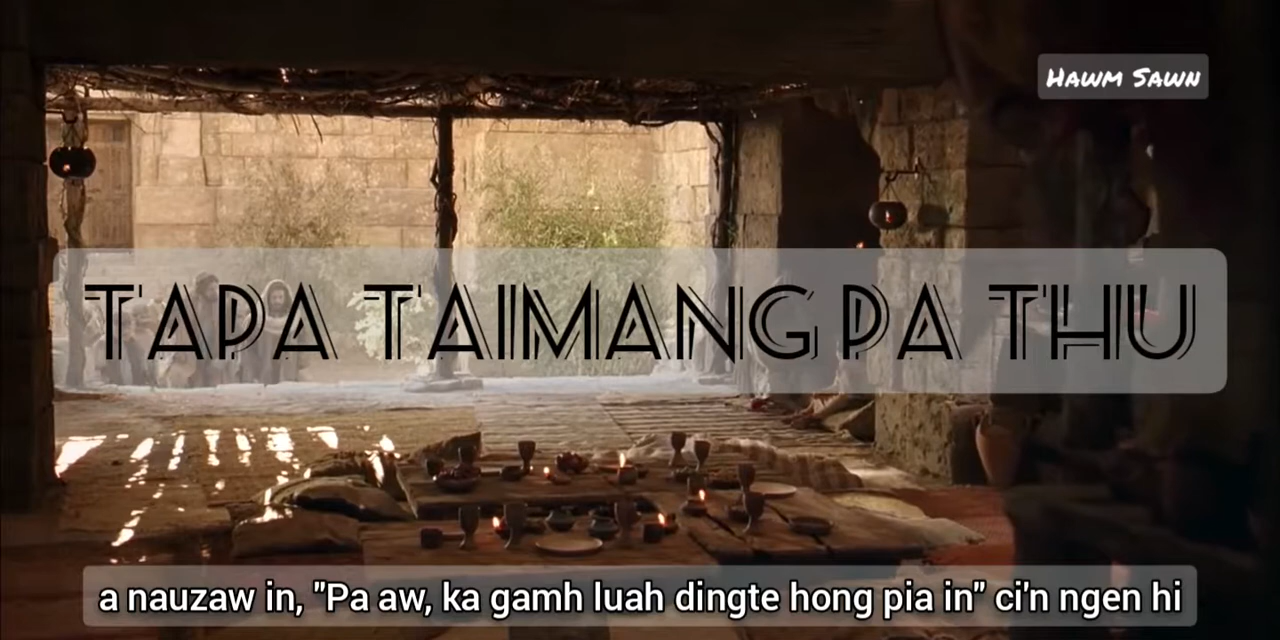 HAWM SAWN
TAPA TAIMANG PA THU
a nauzaw in, "Pa aw, ka gamh luah dingte hong pia in" ci'n ngen hi